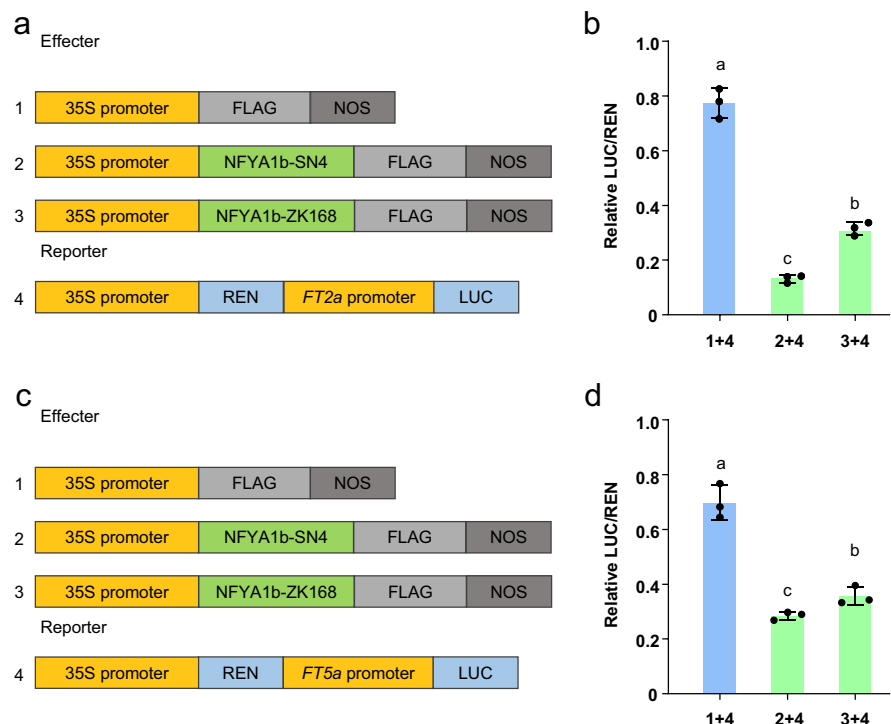 a
Effecter
1 35S promoter FLAG NOS
2 35S promoter NFYA1b-SN4 FLAG NOS
3 35S promoter NFYA1b-ZK168 FLAG NOS
Reporter
4 35S promoter REN FT2a promoter LUC
b
Relative LUC/REN
1.0
0.8
0.6
0.4
0.2
0
a
c
b
1+4 2+4 3+4
c
Effecter
1 35S promoter FLAG NOS
2 35S promoter NFYA1b-SN4 FLAG NOS
3 35S promoter NFYA1b-ZK168 FLAG NOS
Reporter
4 35S promoter REN FT5a promoter LUC
d
Relative LUC/REN
1.0
0.8
0.6
0.4
0.2
0
a
c
b
1+4 2+4 3+4